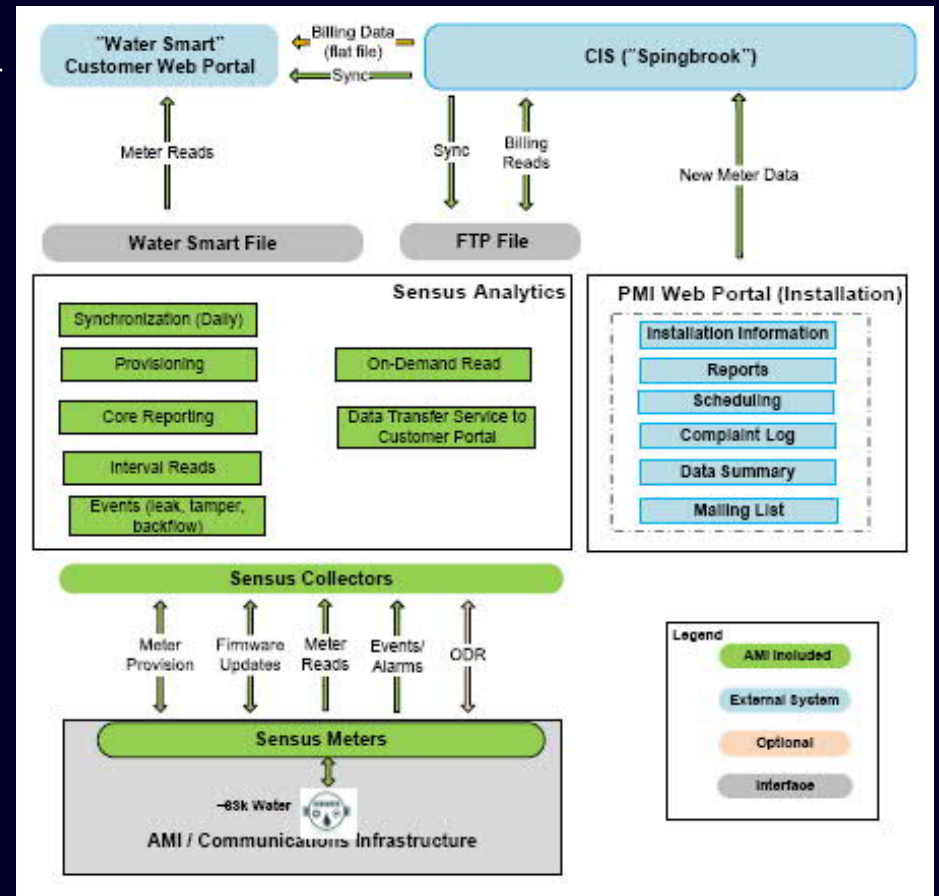 "Water Smart"
Customer Web Portal
Billing Data
(flat file)
Sync
CIS ("Spingbrook")
Meter Reads
Sync
Billing
Reads
New Meter Data
Water Smart File
FTP File
Sensus Analytics
Synchronization (Daily)
Provisioning
On-Demand Read
Core Reporting
Data Transfer Service to
Customer Portal
Interval Reads
Events (leak, tamper,
backflow)
PMI Web Portal (Installation)
Installation Information
Reports
Scheduling
Complaint Log
Data Summary
Mailing List
Sensus Collectors
Meter
Provision
Firmware
Updates
Meter
Reads
Events/
Alarms
ODR
Sensus Meters
~63k Water
AMI / Communications Infrastructure
Legend
AMI Included
External System
Optional
Interface